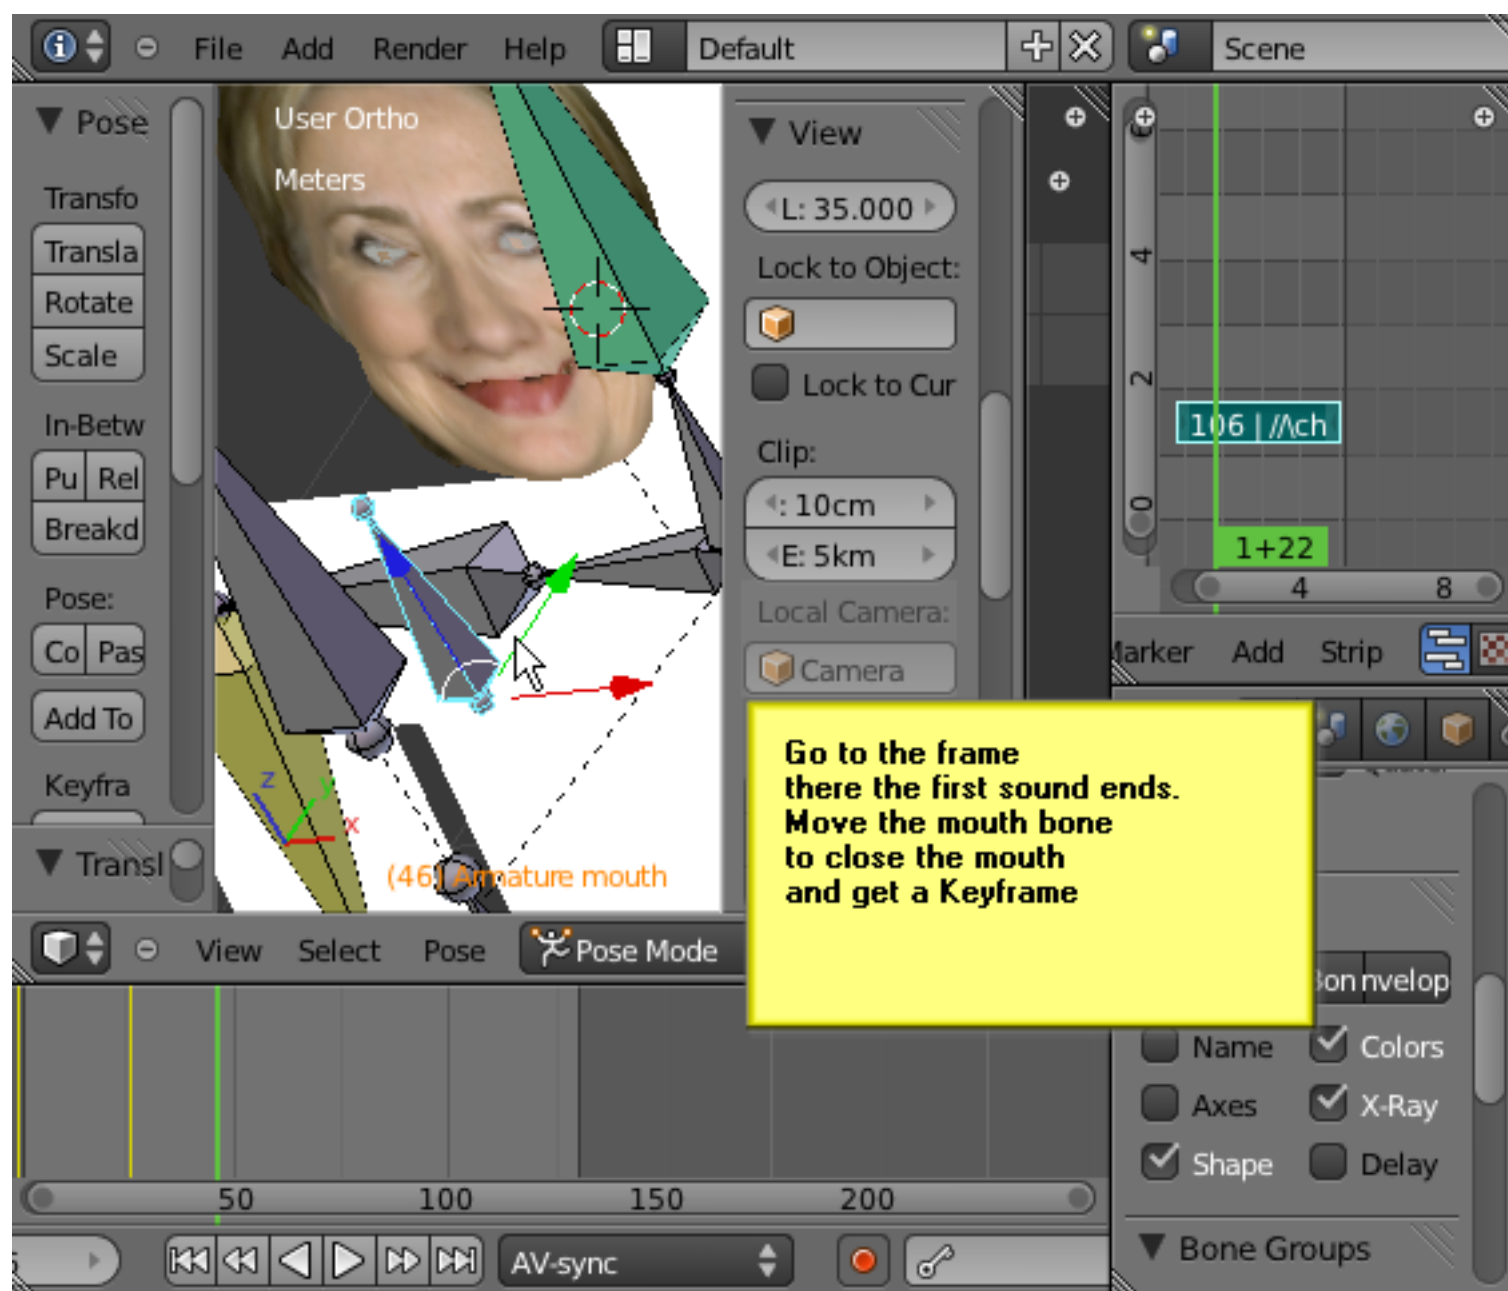 File Add Render Help Default Scene
Pose
User Ortho
Meters
Transfo
Transla
Rotate
Scale
In-Betw
Pu Rel
Breakd
Pose:
Co Pas
Add To
Keyfra
Transl
(46) Armature mouth
View
L: 35.000
Lock to Object:
Lock to Cur
Clip:
: 10cm
E: 5km
Local Camera:
Camera
6
4
2
0
106 | //\ch
1+22
4 8
Marker Add Strip
Go to the frame
there the first sound ends.
Move the mouth bone
to close the mouth
and get a Keyframe
View Select Pose Pose Mode
Bon nvelop
Name Colors
Axes X-Ray
Shape Delay
Bone Groups
50 100 150 200
AV-sync
z
y
x